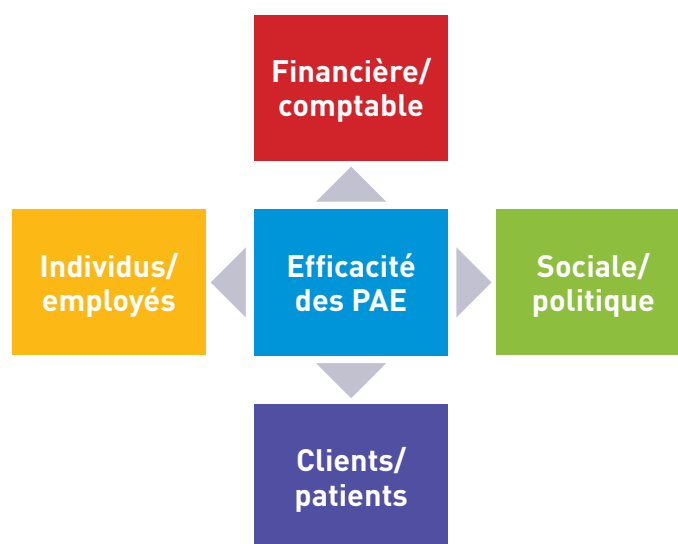 Financière/
comptable
Individus/
employés
Efficacité
des PAE
Sociale/
politique
Clients/
patients